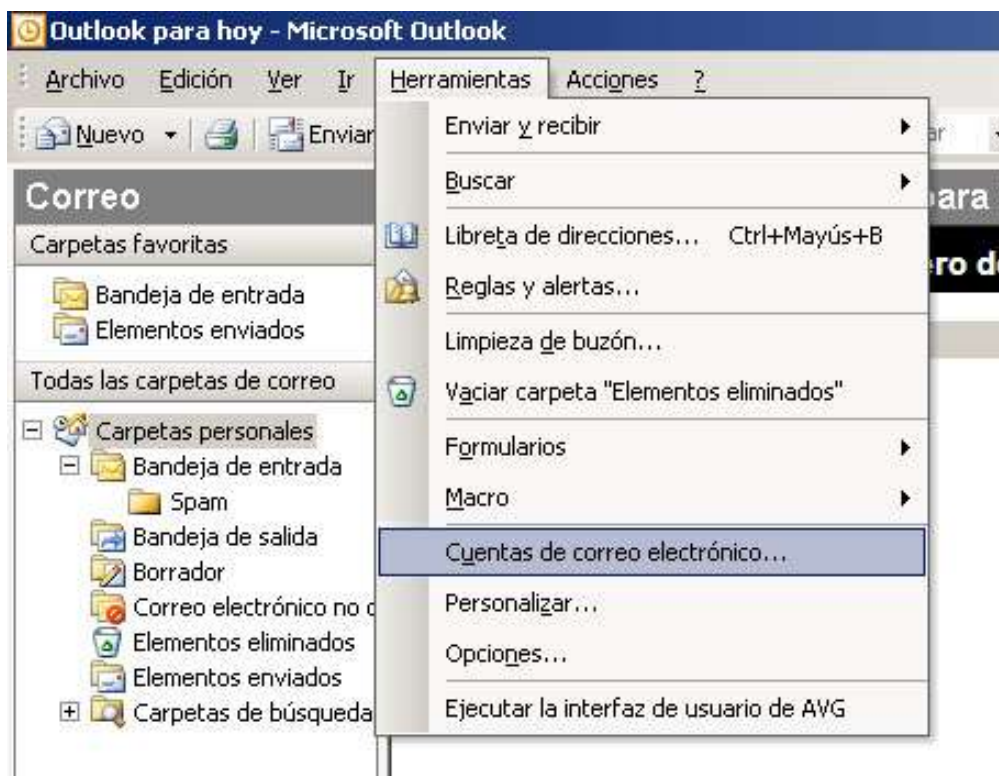 Outlook para hoy - Microsoft Outlook
Archivo Edición Ver Ir Herramientas Acciones ?
Nuevo Enviar
Enviar y recibir
Buscar
Libreta de direcciones... Ctrl+Mayús+B
Reglas y alertas...
Limpieza de buzón...
Vaciar carpeta "Elementos eliminados"
Formularios
Macro
Cuentas de correo electrónico...
Personalizar...
Opciones...
Ejecutar la interfaz de usuario de AVG
Correo
Carpetas favoritas
Bandeja de entrada
Elementos enviados
Todas las carpetas de correo
Carpetas personales
Bandeja de entrada
Spam
Bandeja de salida
Borrador
Correo electrónico no
Elementos eliminados
Elementos enviados
Carpetas de búsqueda